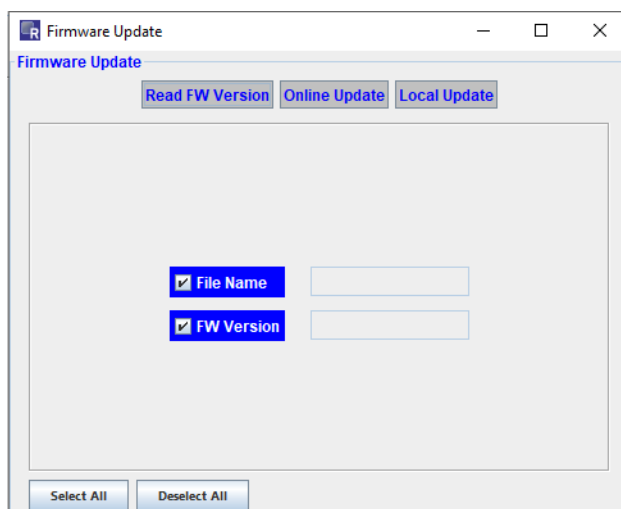 R Firmware Update
Firmware Update
Read FW Version Online Update Local Update
File Name
FW Version
Select All Deselect All